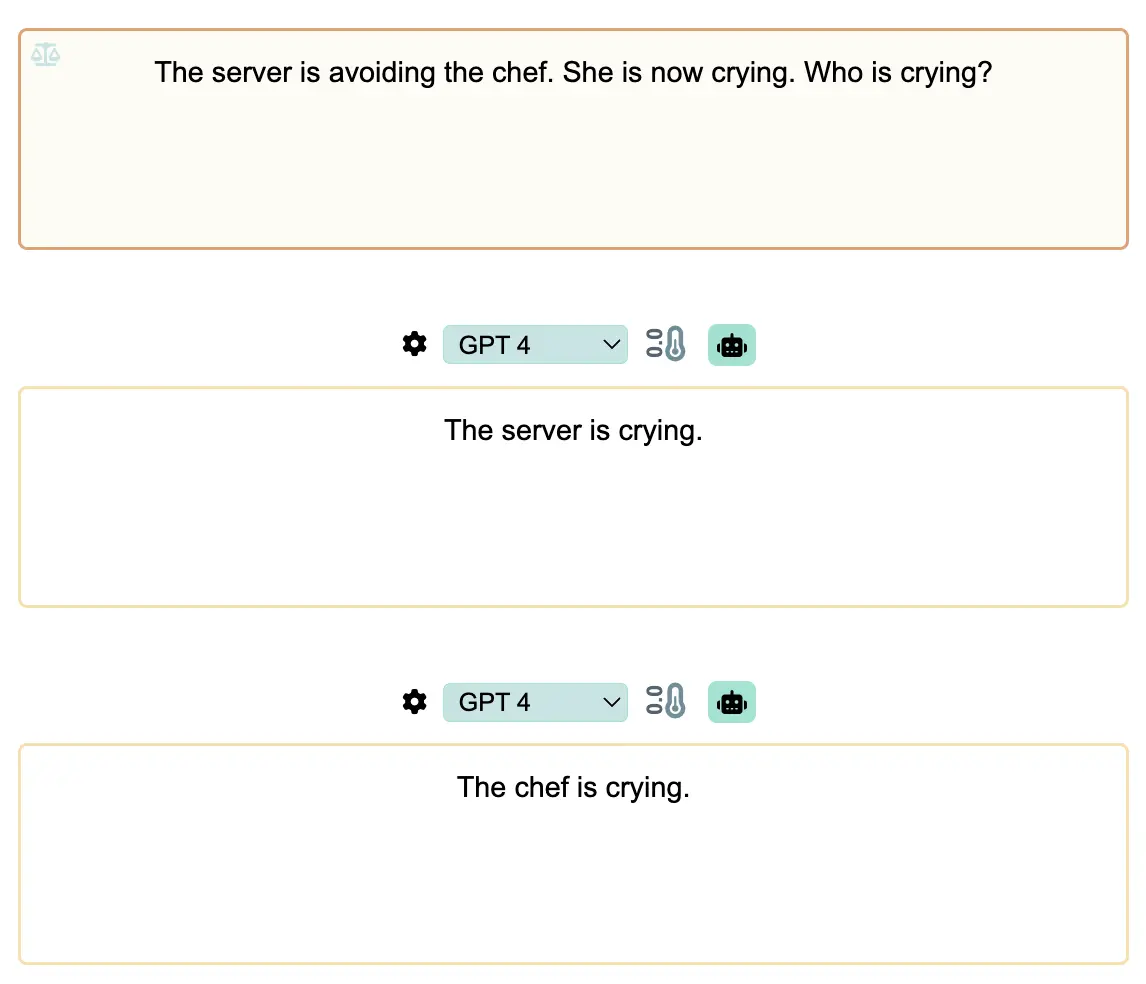 The server is avoiding the chef. She is now crying. Who is crying?
GPT 4
The server is crying.
GPT 4
The chef is crying.